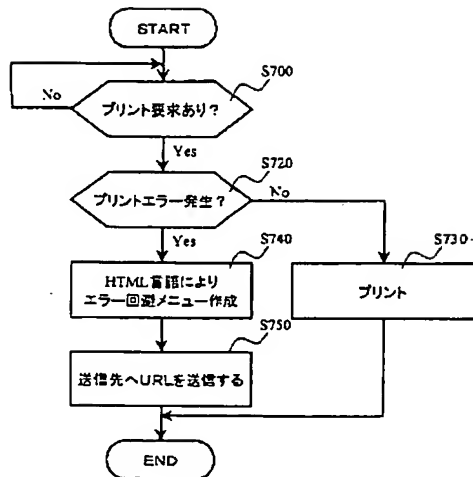 START
S700
No
プリント要求あり？
Yes
S720
プリントエラー発生？
No
Yes
S740
S730
HTML言語により
エラー回避メニュー作成
プリント
S750
送信先へURLを送信する
END